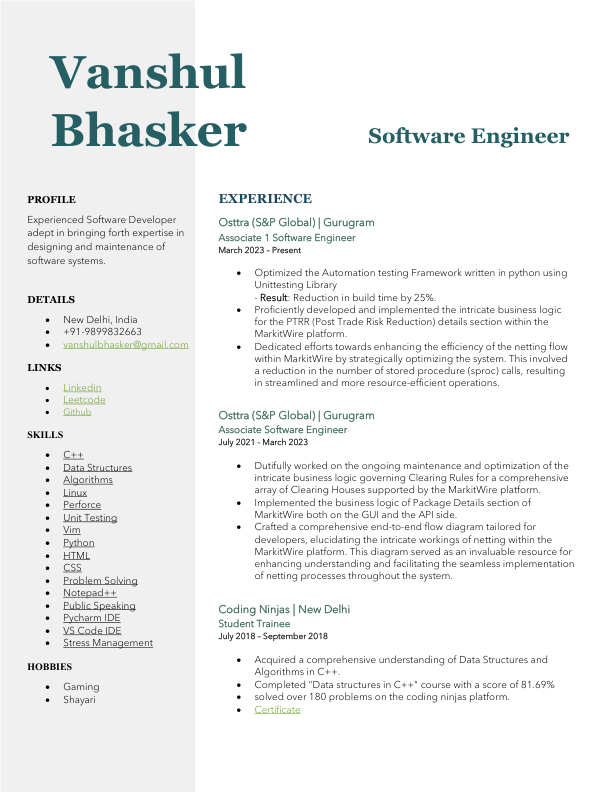 Vanshul
Bhasker
Software Engineer
PROFILE
Experienced Software Developer
adept in bringing forth expertise in
designing and maintenance of
software systems.
DETAILS
• New Delhi, India
• +91-9899832663
• vanshulbhasker@gmail.com
LINKS
• Linkedin
• Leetcode
• Github
SKILLS
• C++
• Data Structures
• Algorithms
• Linux
• Perforce
• Unit Testing
• Vim
• Python
• HTML
• CSS
• Problem Solving
• Notepad++
• Public Speaking
• Pycharm IDE
• VS Code IDE
• Stress Management
HOBBIES
• Gaming
• Shayari
EXPERIENCE
Osttra (S&P Global) | Gurugram
Associate 1 Software Engineer
March 2023 – Present
• Optimized the Automation testing Framework written in python using
Unittesting Library
- Result: Reduction in build time by 25%.
• Proficiently developed and implemented the intricate business logic
for the PTRR (Post Trade Risk Reduction) details section within the
MarkitWire platform.
• Dedicated efforts towards enhancing the efficiency of the netting flow
within MarkitWire by strategically optimizing the system. This involved
a reduction in the number of stored procedure (sproc) calls, resulting
in streamlined and more resource-efficient operations.
Osttra (S&P Global) | Gurugram
Associate Software Engineer
July 2021 - March 2023
• Dutifully worked on the ongoing maintenance and optimization of the
intricate business logic governing Clearing Rules for a comprehensive
array of Clearing Houses supported by the MarkitWire platform.
• Implemented the business logic of Package Details section of
MarkitWire both on the GUI and the API side.
• Crafted a comprehensive end-to-end flow diagram tailored for
developers, elucidating the intricate workings of netting within the
MarkitWire platform. This diagram served as an invaluable resource for
enhancing understanding and facilitating the seamless implementation
of netting processes throughout the system.
Coding Ninjas | New Delhi
Student Trainee
July 2018 – September 2018
• Acquired a comprehensive understanding of Data Structures and
Algorithms in C++.
• Completed "Data structures in C++" course with a score of 81.69%
• solved over 180 problems on the coding ninjas platform.
• Certificate